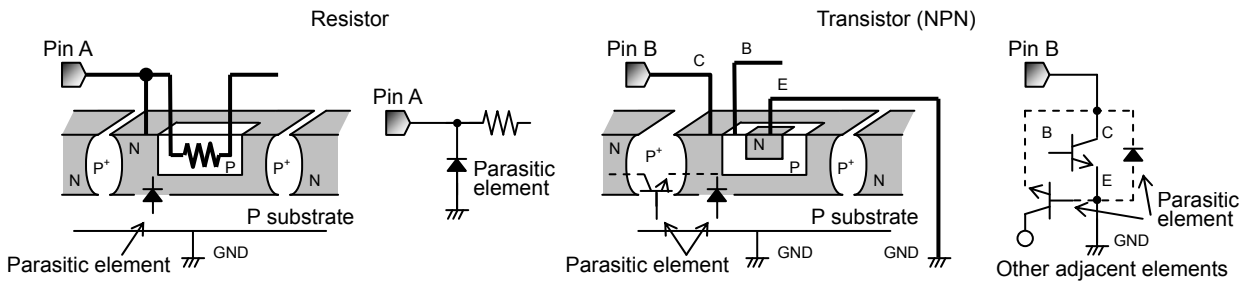 Resistor
Transistor (NPN)
Pin A
Pin A
Parasitic
element
N
P
P+
P+
N
N
P substrate
GND
Parasitic element
Pin B
C
B
E
N
P
P+
P+
N
N
P substrate
GND
GND
Parasitic element
Pin B
B
C
E
Parasitic
element
GND
Other adjacent elements